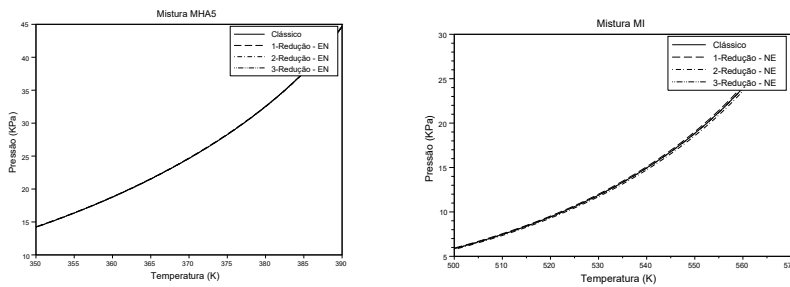 Mistura MHA5
45
40
35
30
25
20
15
10
Pressão (KPa)
Clássico
1-Redução - EN
2-Redução - EN
3-Redução - EN
350 355 360 365 370 375 380 385 390
Temperatura (K)
Mistura MI
30
25
20
15
10
5
Pressão (KPa)
Clássico
1-Redução - NE
2-Redução - NE
3-Redução - NE
500 510 520 530 540 550 560 570
Temperatura (K)